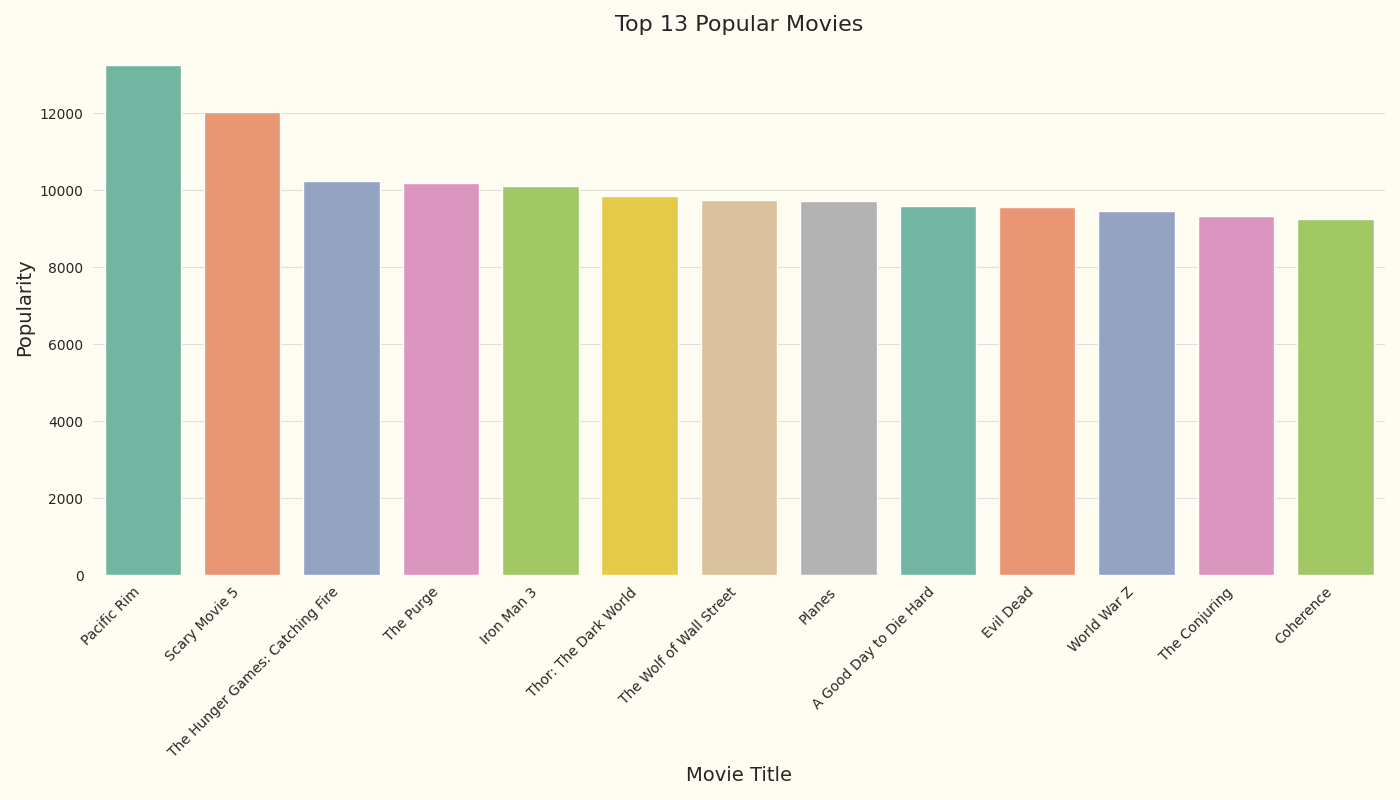 Top 13 Popular Movies
Popularity
12000
10000
8000
6000
4000
2000
0
Pacific Rim
Scary Movie 5
The Hunger Games: Catching Fire
The Purge
Iron Man 3
Thor: The Dark World
The Wolf of Wall Street
Planes
A Good Day to Die Hard
Evil Dead
World War Z
The Conjuring
Coherence
Movie Title